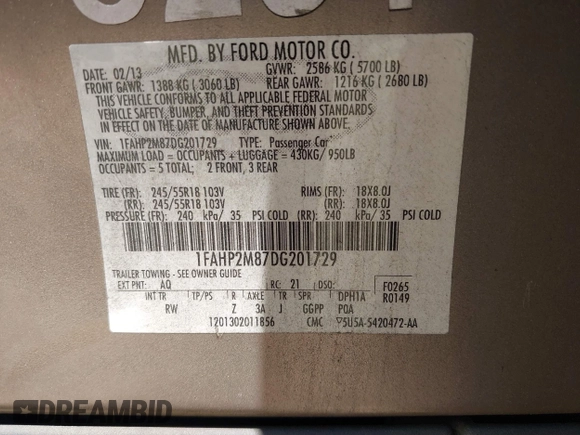 MFD. BY FORD MOTOR CO.
DATE: 02/13 GVWR: 2586 KG ( 5700 LB)
FRONT GAWR: 1388 KG ( 3060 LB) REAR GAWR: 1216 KG ( 2680 LB)
THIS VEHICLE CONFORMS TO ALL APPLICABLE FEDERAL MOTOR
VEHICLE SAFETY, BUMPER, AND THEFT PREVENTION STANDARDS
IN EFFECT ON THE DATE OF MANUFACTURE SHOWN ABOVE.
VIN: 1FAHP2M87DG201729 TYPE: Passenger Car
MAXIMUM LOAD = OCCUPANTS + LUGGAGE = 430KG/ 950LB
OCCUPANTS = 5 TOTAL; 2 FRONT, 3 REAR
TIRE (FR): 245/55R18 103V RIMS (FR): 18X8.0J
(RR): 245/55R18 103V (RR): 18X8.0J
PRESSURE (FR): 240 kPa/ 35 PSI COLD (RR): 240 kPa/ 35 PSI COLD
1FAHP2M87DG201729
TRAILER TOWING - SEE OWNER GUIDE
EXT PNT: AQ RC: 21 DSO: F0265
INT TR TP/PS R AXLE TR SPR DPH1A R0149
RW Z 3A J GGPP PQA
1201302011856 CMC 5U5A-5420472-AA
DREAMBID